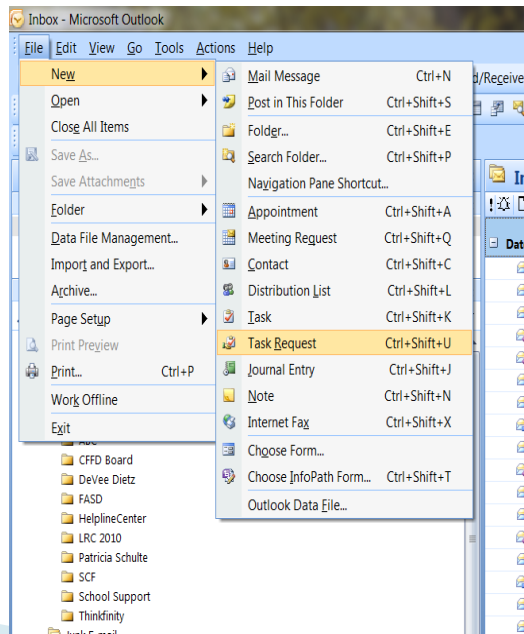 Inbox - Microsoft Outlook
File Edit View Go Tools Actions Help
New
Open
Close All Items
Save As...
Save Attachments
Folder
Data File Management...
Import and Export...
Archive...
Page Setup
Print Preview
Print... Ctrl+P
Work Offline
Exit
Mail Message Ctrl+N
Post in This Folder Ctrl+Shift+S
Folder... Ctrl+Shift+E
Search Folder... Ctrl+Shift+P
Navigation Pane Shortcut...
Appointment Ctrl+Shift+A
Meeting Request Ctrl+Shift+Q
Contact Ctrl+Shift+C
Distribution List Ctrl+Shift+L
Task Ctrl+Shift+K
Task Request Ctrl+Shift+U
Journal Entry Ctrl+Shift+J
Note Ctrl+Shift+N
Internet Fax Ctrl+Shift+X
Choose Form...
Choose InfoPath Form... Ctrl+Shift+T
Outlook Data File...
d/Receive
In
Dat
CFFD Board
DeVee Dietz
FASD
HelplineCenter
LRC 2010
Patricia Schulte
SCF
School Support
Thinkfinity